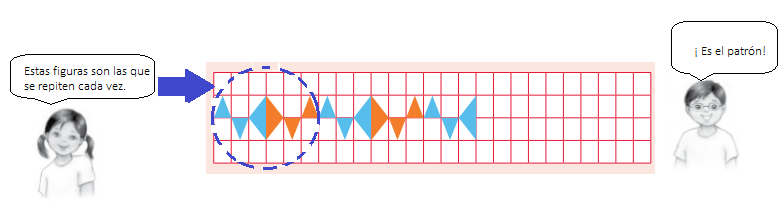 Estas figuras son las que
se repiten cada vez.
¡ Es el patrón!